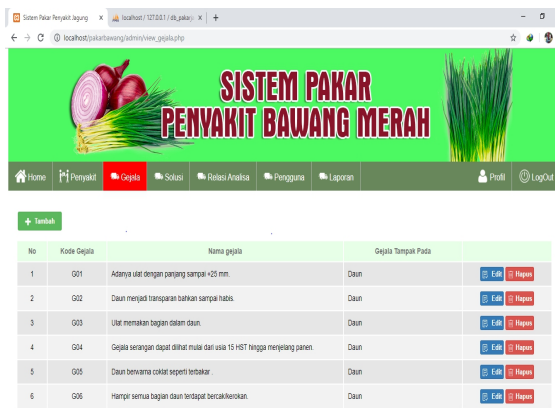 Sistem Pakar Penyakit Jagung
localhost / 127.0.0.1 / db_pakarj
localhost/pakarbawang/admin/view_gejala.php
SISTEM PAKAR
PENYAKIT BAWANG MERAH
Home Penyakit Gejala Solusi Relasi Analisa Pengguna Laporan Profil LogOut
+ Tambah
No Kode Gejala Nama gejala Gejala Tampak Pada
1 G01 Adanya ulat dengan panjang sampai +25 mm. Daun Edit Hapus
2 G02 Daun menjadi transparan bahkan sampai habis. Daun Edit Hapus
3 G03 Ulat memakan bagian dalam daun. Daun Edit Hapus
4 G04 Gejala serangan dapat dilihat mulai dari usia 15 HST hingga menjelang panen. Daun Edit Hapus
5 G05 Daun berwarna coklat seperti terbakar . Daun Edit Hapus
6 G06 Hampir semua bagian daun terdapat bercak/kerokan. Daun Edit Hapus